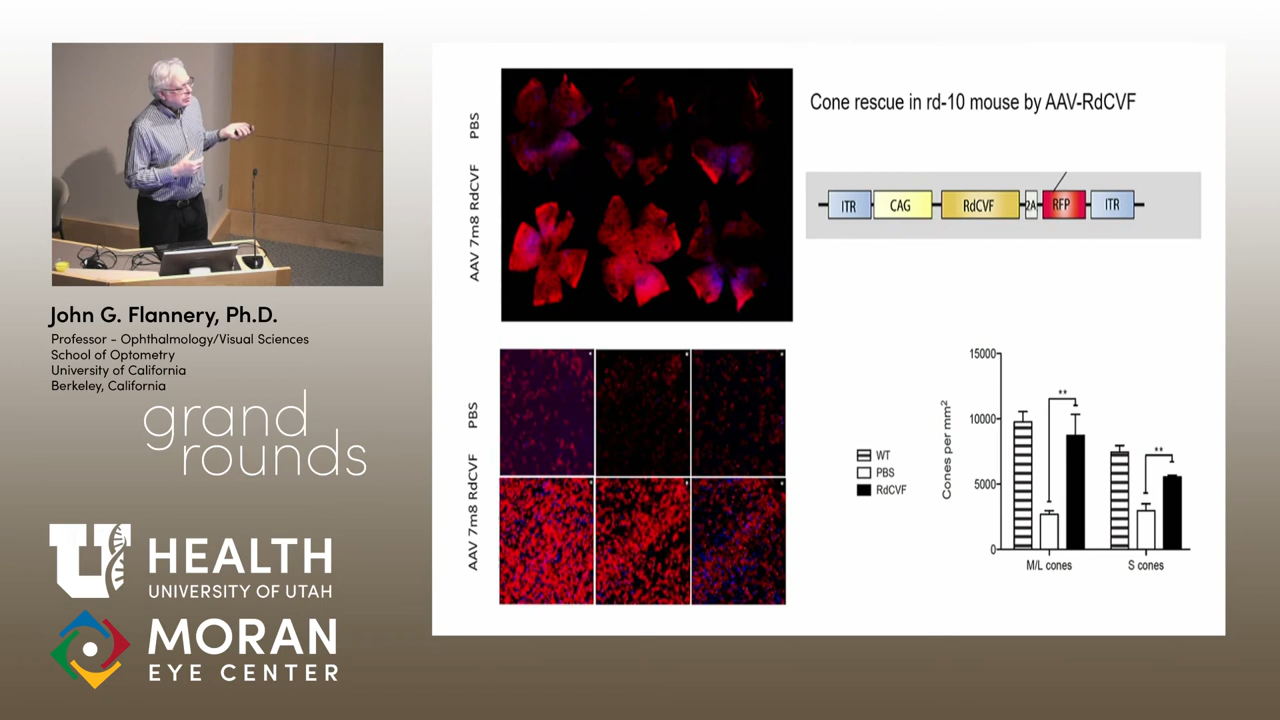 John G. Flannery, Ph.D.
Professor - Ophthalmology/Visual Sciences
School of Optometry
University of California
Berkeley, California
grand
rounds
U HEALTH
UNIVERSITY OF UTAH
MORAN
EYE CENTER
PBS
AAV 7m8 RdCVF
PBS
AAV 7m8 RdCVF
Cone rescue in rd-10 mouse by AAV-RdCVF
ITR CAG RdCVF 2A RFP ITR
WT
PBS
RdCVF
Cones per mm²
15000
10000
5000
0
**
**
M/L cones S cones